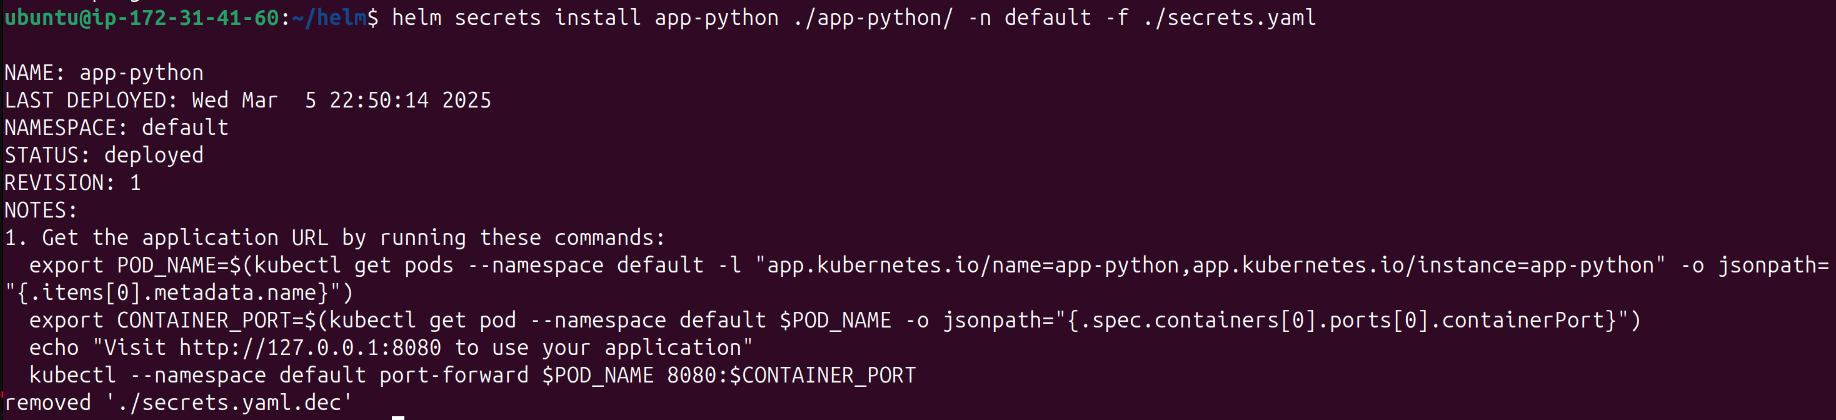 ubuntu@ip-172-31-41-60:~/helm$ helm secrets install app-python ./app-python/ -n default -f ./secrets.yaml
NAME: app-python
LAST DEPLOYED: Wed Mar  5 22:50:14 2025
NAMESPACE: default
STATUS: deployed
REVISION: 1
NOTES:
1. Get the application URL by running these commands:
  export POD_NAME=$(kubectl get pods --namespace default -l "app.kubernetes.io/name=app-python,app.kubernetes.io/instance=app-python" -o jsonpath=
"{.items[0].metadata.name}")
  export CONTAINER_PORT=$(kubectl get pod --namespace default $POD_NAME -o jsonpath="{.spec.containers[0].ports[0].containerPort}")
  echo "Visit http://127.0.0.1:8080 to use your application"
  kubectl --namespace default port-forward $POD_NAME 8080:$CONTAINER_PORT
removed './secrets.yaml.dec'